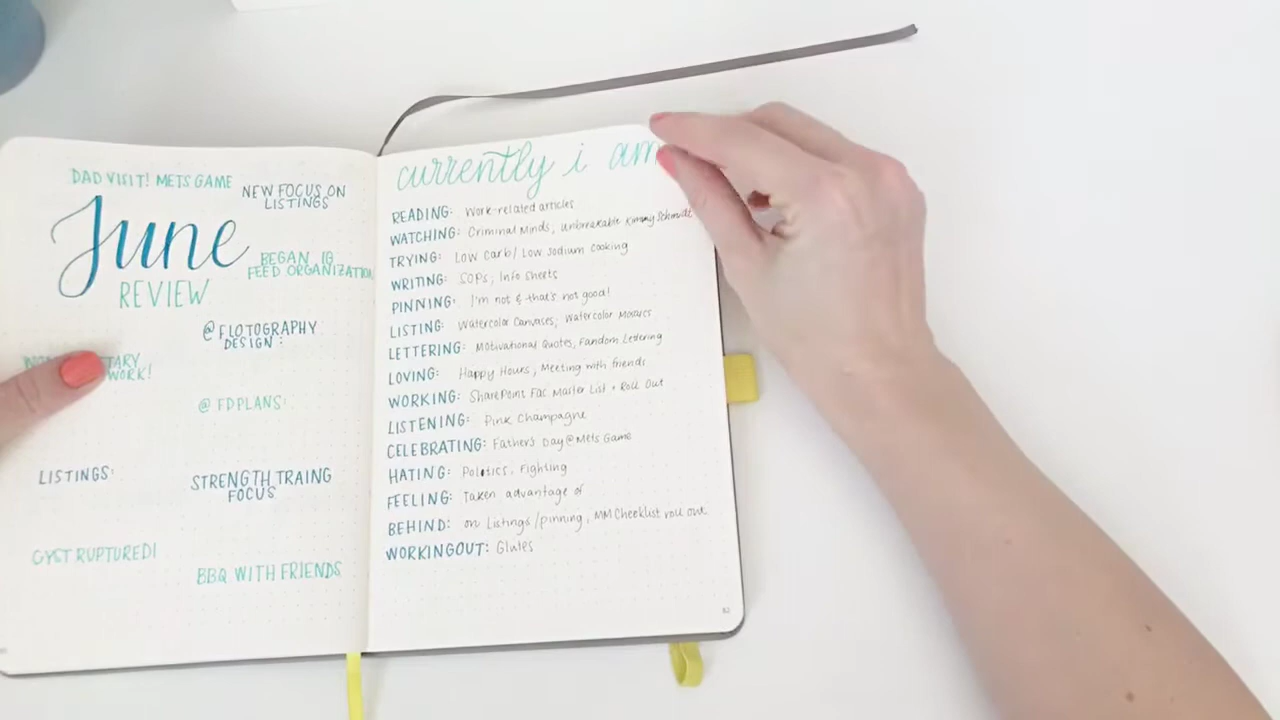 DAD VISIT! METS GAME
NEW FOCUS ON
LISTINGS
June
REVIEW
BEGAN IG
FEED ORGANIZATION
@FLOTOGRAPHY
DESIGN:
TARY
WORK!
@FDPLANS:
LISTINGS:
STRENGTH TRAING
FOCUS
CYST RUPTURED!
BBQ WITH FRIENDS
currently i am
READING: Work-related articles
WATCHING: Criminal Minds, Unbreakable Kimmy Schmidt
TRYING: Low Carb/Low Sodium cooking
WRITING: SOPs, Info Sheets
PINNING: I'm not & that's not good!
LISTING: Watercolor Canvases, Watercolor Mosaics
LETTERING: Motivational Quotes, Fandom Lettering
LOVING: Happy Hours, Meeting with friends
WORKING: SharePoint Fac Master List + Roll Out
LISTENING: Pink Champagne
CELEBRATING: Father's Day @ Mets Game
HATING: Politics, Fighting
FEELING: Taken advantage of
BEHIND: on Listings/pinning, MM Checklist roll out
WORKINGOUT: Glutes